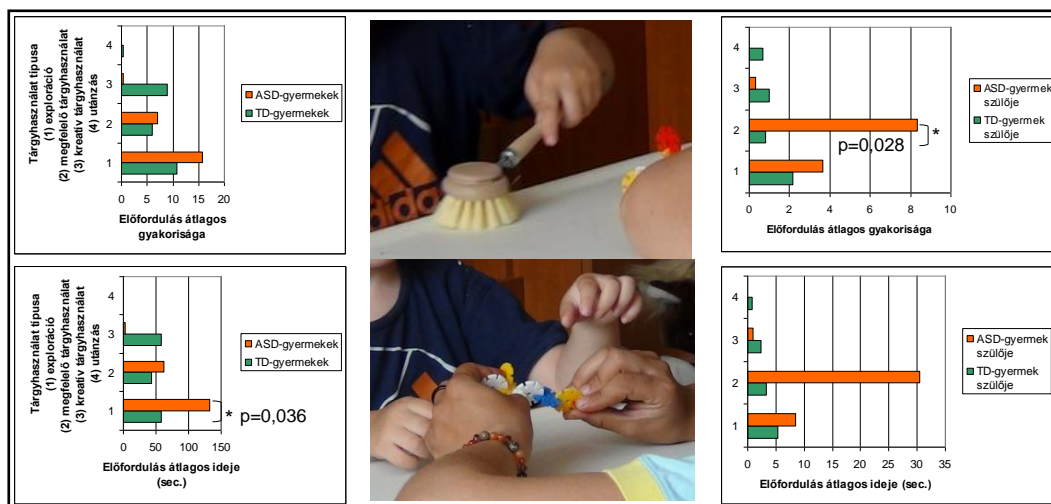 Tárgyhasználat típusa
(1) exploráció
(2) megfelelő tárgyhasználat
(3) kreatív tárgyhasználat
(4) utánzás
4
3
2
1
0 5 10 15 20
Előfordulás átlagos
gyakorisága
ASD-gyermekek
TD-gyermekek
adidas
4
3
2
1
p=0,028
*
0 2 4 6 8 10
Előfordulás átlagos gyakorisága
ASD-gyermek
szülője
TD-gyermek
szülője
Tárgyhasználat típusa
(1) exploráció
(2) megfelelő tárgyhasználat
(3) kreatív tárgyhasználat
(4) utánzás
4
3
2
1
* p=0,036
0 50 100 150
Előfordulás átlagos ideje
(sec.)
ASD-gyermekek
TD-gyermekek
4
3
2
1
0 5 10 15 20 25 30 35
Előfordulás átlagos ideje (sec.)
ASD-gyermek
szülője
TD-gyermek
szülője